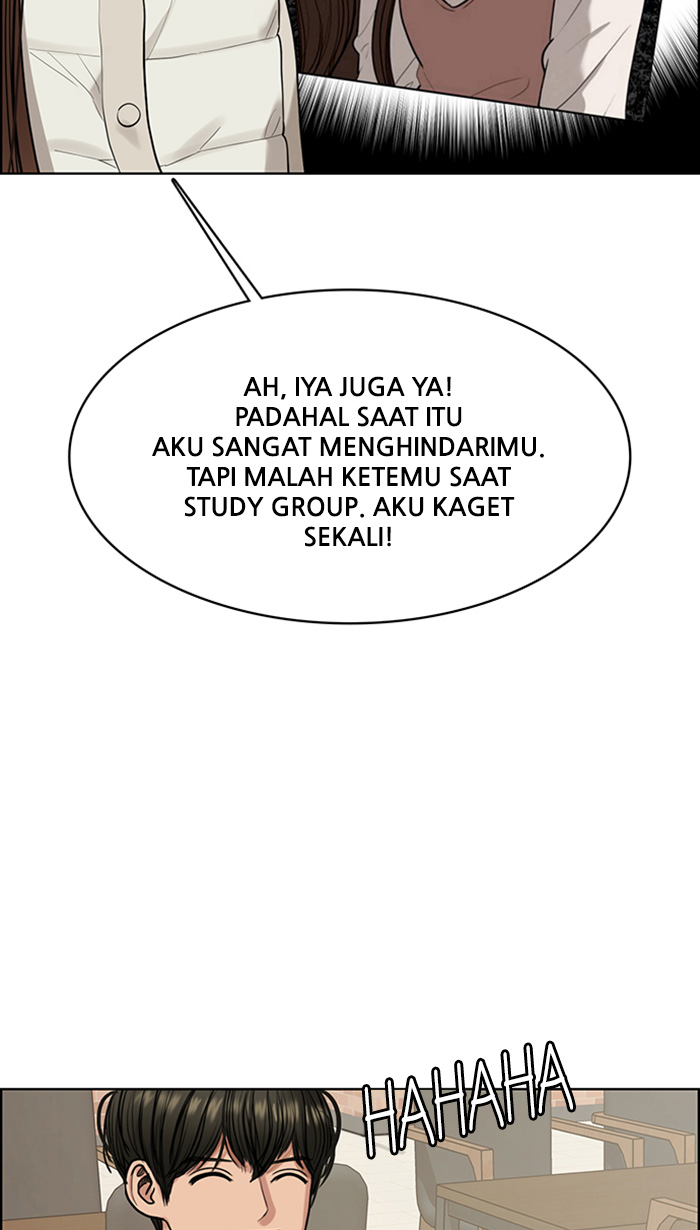 AH, IYA JUGA YA!
PADAHAL SAAT ITU
AKU SANGAT MENGHINDARIMU.
TAPI MALAH KETEMU SAAT
STUDY GROUP. AKU KAGET
SEKALI!
HAHAHA